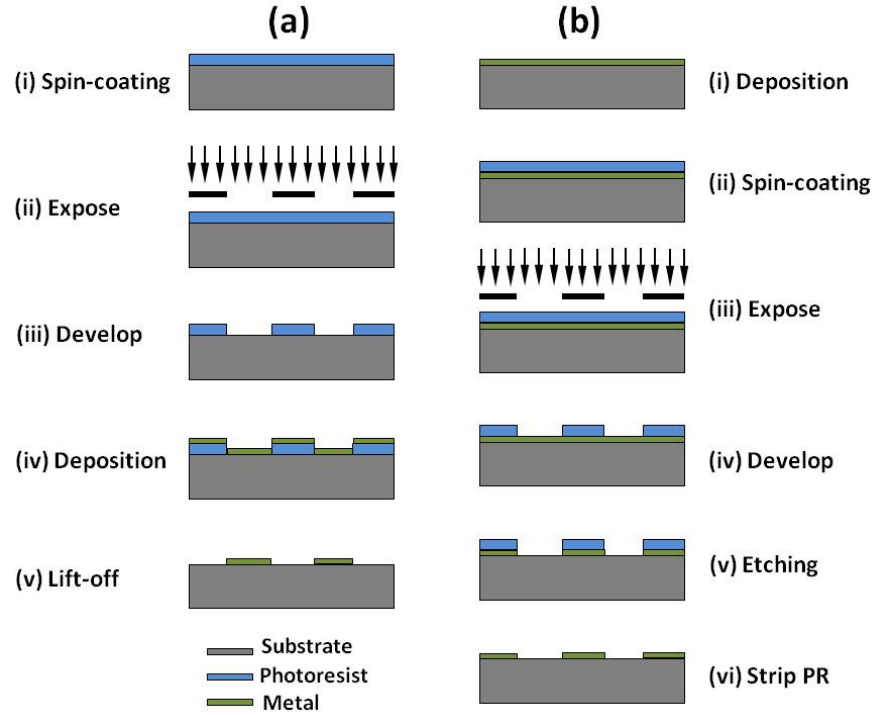 (a)
(i) Spin-coating
(ii) Expose
(iii) Develop
(iv) Deposition
(v) Lift-off
Substrate
Photoresist
Metal
(b)
(i) Deposition
(ii) Spin-coating
(iii) Expose
(iv) Develop
(v) Etching
(vi) Strip PR